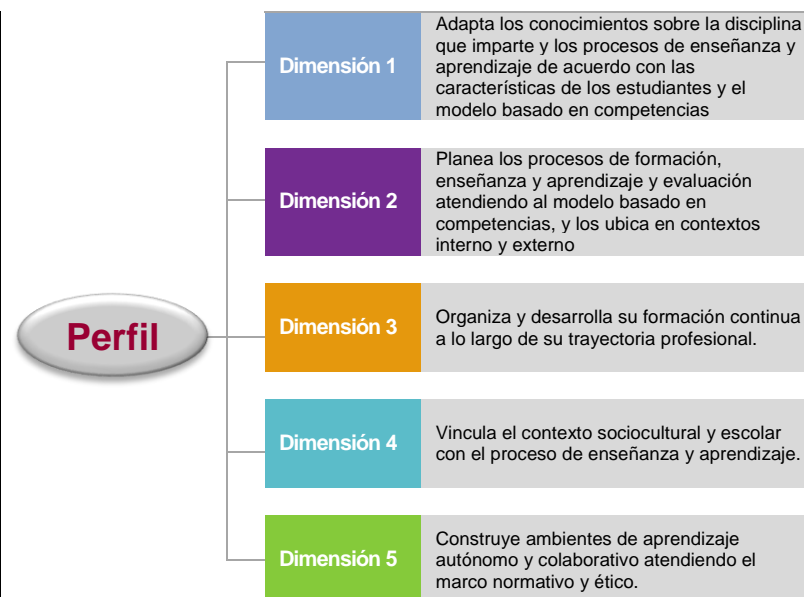 Perfil
Dimensión 1
Adapta los conocimientos sobre la disciplina
que imparte y los procesos de enseñanza y
aprendizaje de acuerdo con las
características de los estudiantes y el
modelo basado en competencias
Dimensión 2
Planea los procesos de formación,
enseñanza y aprendizaje y evaluación
atendiendo al modelo basado en
competencias, y los ubica en contextos
interno y externo
Dimensión 3
Organiza y desarrolla su formación continua
a lo largo de su trayectoria profesional.
Dimensión 4
Vincula el contexto sociocultural y escolar
con el proceso de enseñanza y aprendizaje.
Dimensión 5
Construye ambientes de aprendizaje
autónomo y colaborativo atendiendo el
marco normativo y ético.